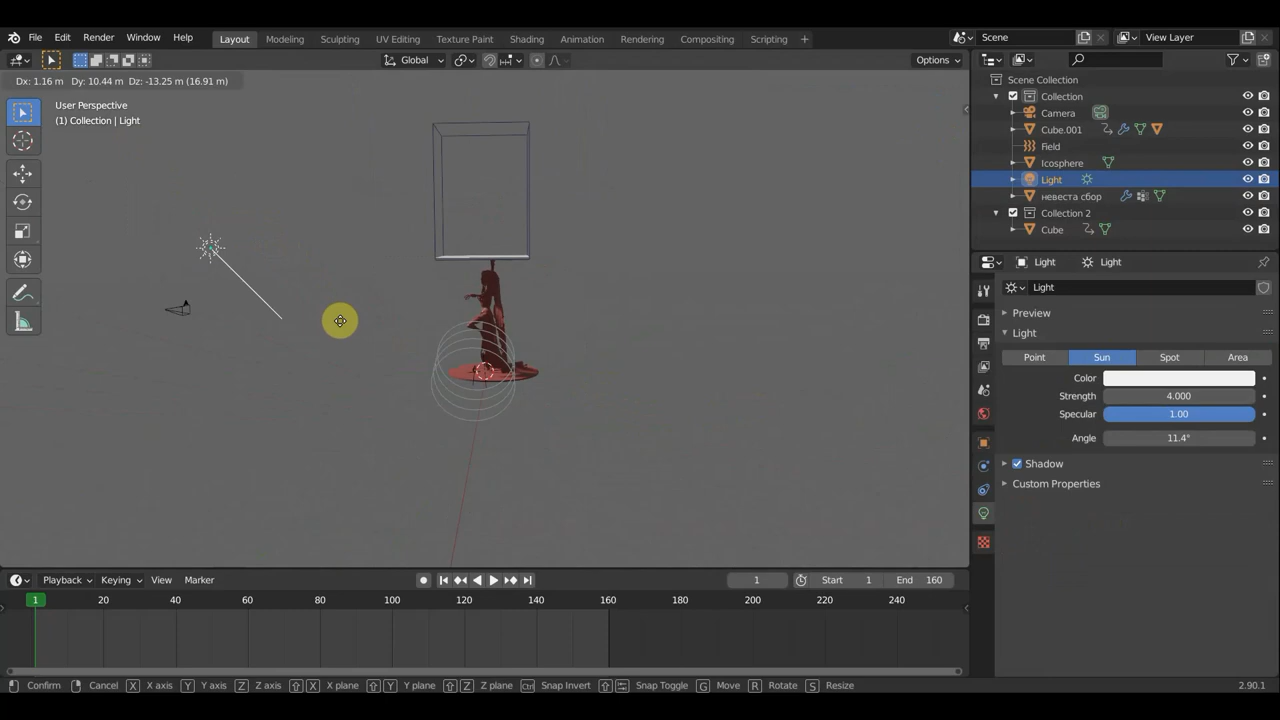 File Edit Render Window Help Layout Modeling Sculpting UV Editing Texture Paint Shading Animation Rendering Compositing Scripting + Scene View Layer
Global Options
Dx: 1.16 m Dy: 10.44 m Dz: -13.25 m (16.91 m)
User Perspective
(1) Collection | Light
Scene Collection
Collection
Camera
Cube.001
Field
Icosphere
Light
невеста сбор
Collection 2
Cube
Light Light
Light
Preview
Light
Point Sun Spot Area
Color
Strength 4.000
Specular 1.00
Angle 11.4°
Shadow
Custom Properties
Playback Keying View Marker 1 Start 1 End 160
1 20 40 60 80 100 120 140 160 180 200 220 240
Confirm Cancel X X axis Y Y axis Z Z axis X X plane Y Y plane Z Z plane Ctrl Snap Invert Snap Toggle G Move R Rotate S Resize 2.90.1